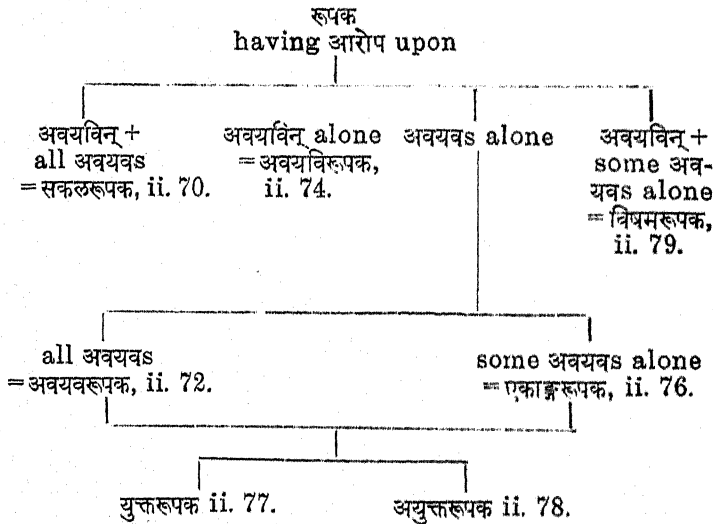 रूपक
having आरोप upon
अवयविन् +
all अवयवs
=सकलरूपक, ii. 70.
अवयविन् alone
=अवयविरूपक,
ii. 74.
अवयवs alone
अवयविन् +
some अव-
यवs alone
=विषमरूपक,
ii. 79.
all अवयवs
=अवयवरूपक, ii. 72.
some अवयवs alone
=एकाङ्गरूपक, ii. 76.
युक्तरूपक ii. 77.
अयुक्तरूपक ii. 78.